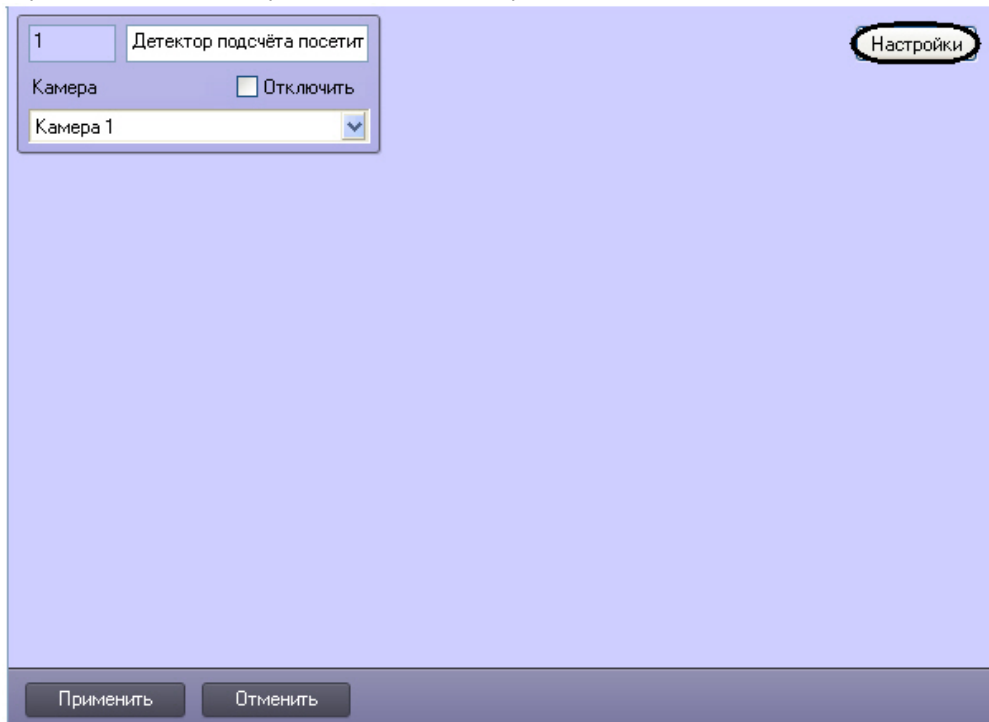 1 Детектор подсчёта посетит
Настройки
Камера Отключить
Камера 1
Применить Отменить